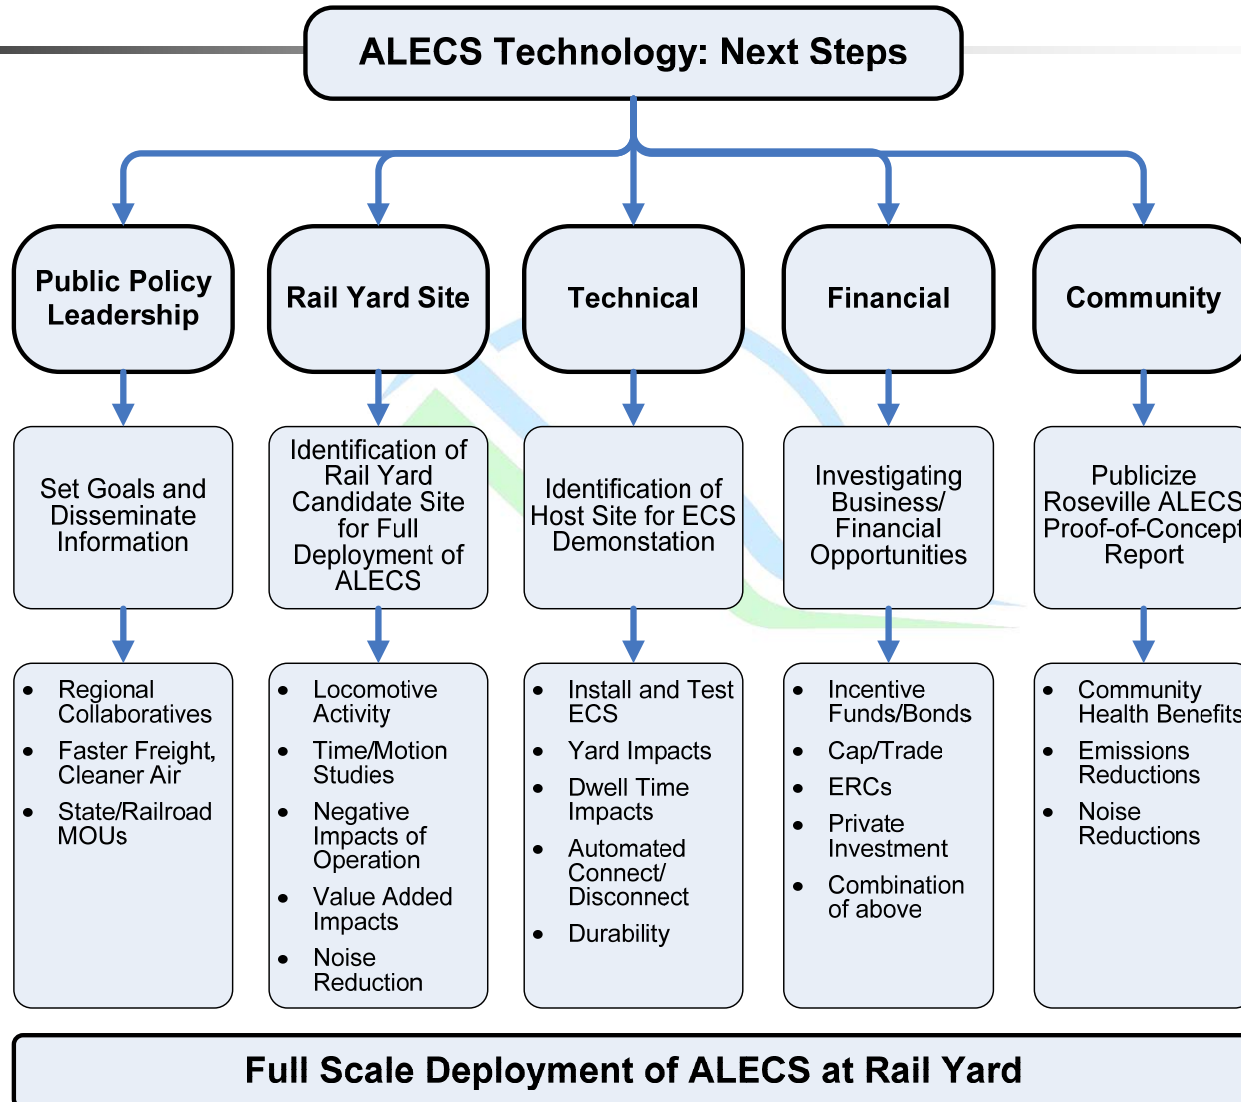 ALECS Technology: Next Steps
Public Policy
Leadership
Rail Yard Site
Technical
Financial
Community
Set Goals and
Disseminate
Information
Identification of
Rail Yard
Candidate Site
for Full
Deployment of
ALECS
Identification of
Host Site for ECS
Demonstation
Investigating
Business/
Financial
Opportunities
Publicize
Roseville ALECS
Proof-of-Concept
Report
• Regional
Collaboratives
• Faster Freight,
Cleaner Air
• State/Railroad
MOUs
• Locomotive
Activity
• Time/Motion
Studies
• Negative
Impacts of
Operation
• Value Added
Impacts
• Noise
Reduction
• Install and Test
ECS
• Yard Impacts
• Dwell Time
Impacts
• Automated
Connect/
Disconnect
• Durability
• Incentive
Funds/Bonds
• Cap/Trade
• ERCs
• Private
Investment
• Combination
of above
• Community
Health Benefits
• Emissions
Reductions
• Noise
Reductions
Full Scale Deployment of ALECS at Rail Yard